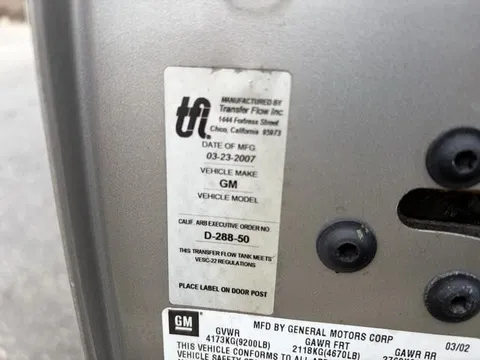 tfi.
MANUFACTURED BY
Transfer Flow Inc
1444 Fortress Street
Chico, California 95973
DATE OF MFG
03-23-2007
VEHICLE MAKE
GM
VEHICLE MODEL
CALIF. ARB EXECUTIVE ORDER NO
D-288-50
THIS TRANSFER FLOW TANK MEETS
VESC-22 REGULATIONS
PLACE LABEL ON DOOR POST
GM
MFD BY GENERAL MOTORS CORP
03/02
GVWR GAWR FRT GAWR RR
4173KG(9200LB) 2118KG(4670LB)
THIS VEHICLE CONFORMS TO ALL
VEHICLE SAFETY